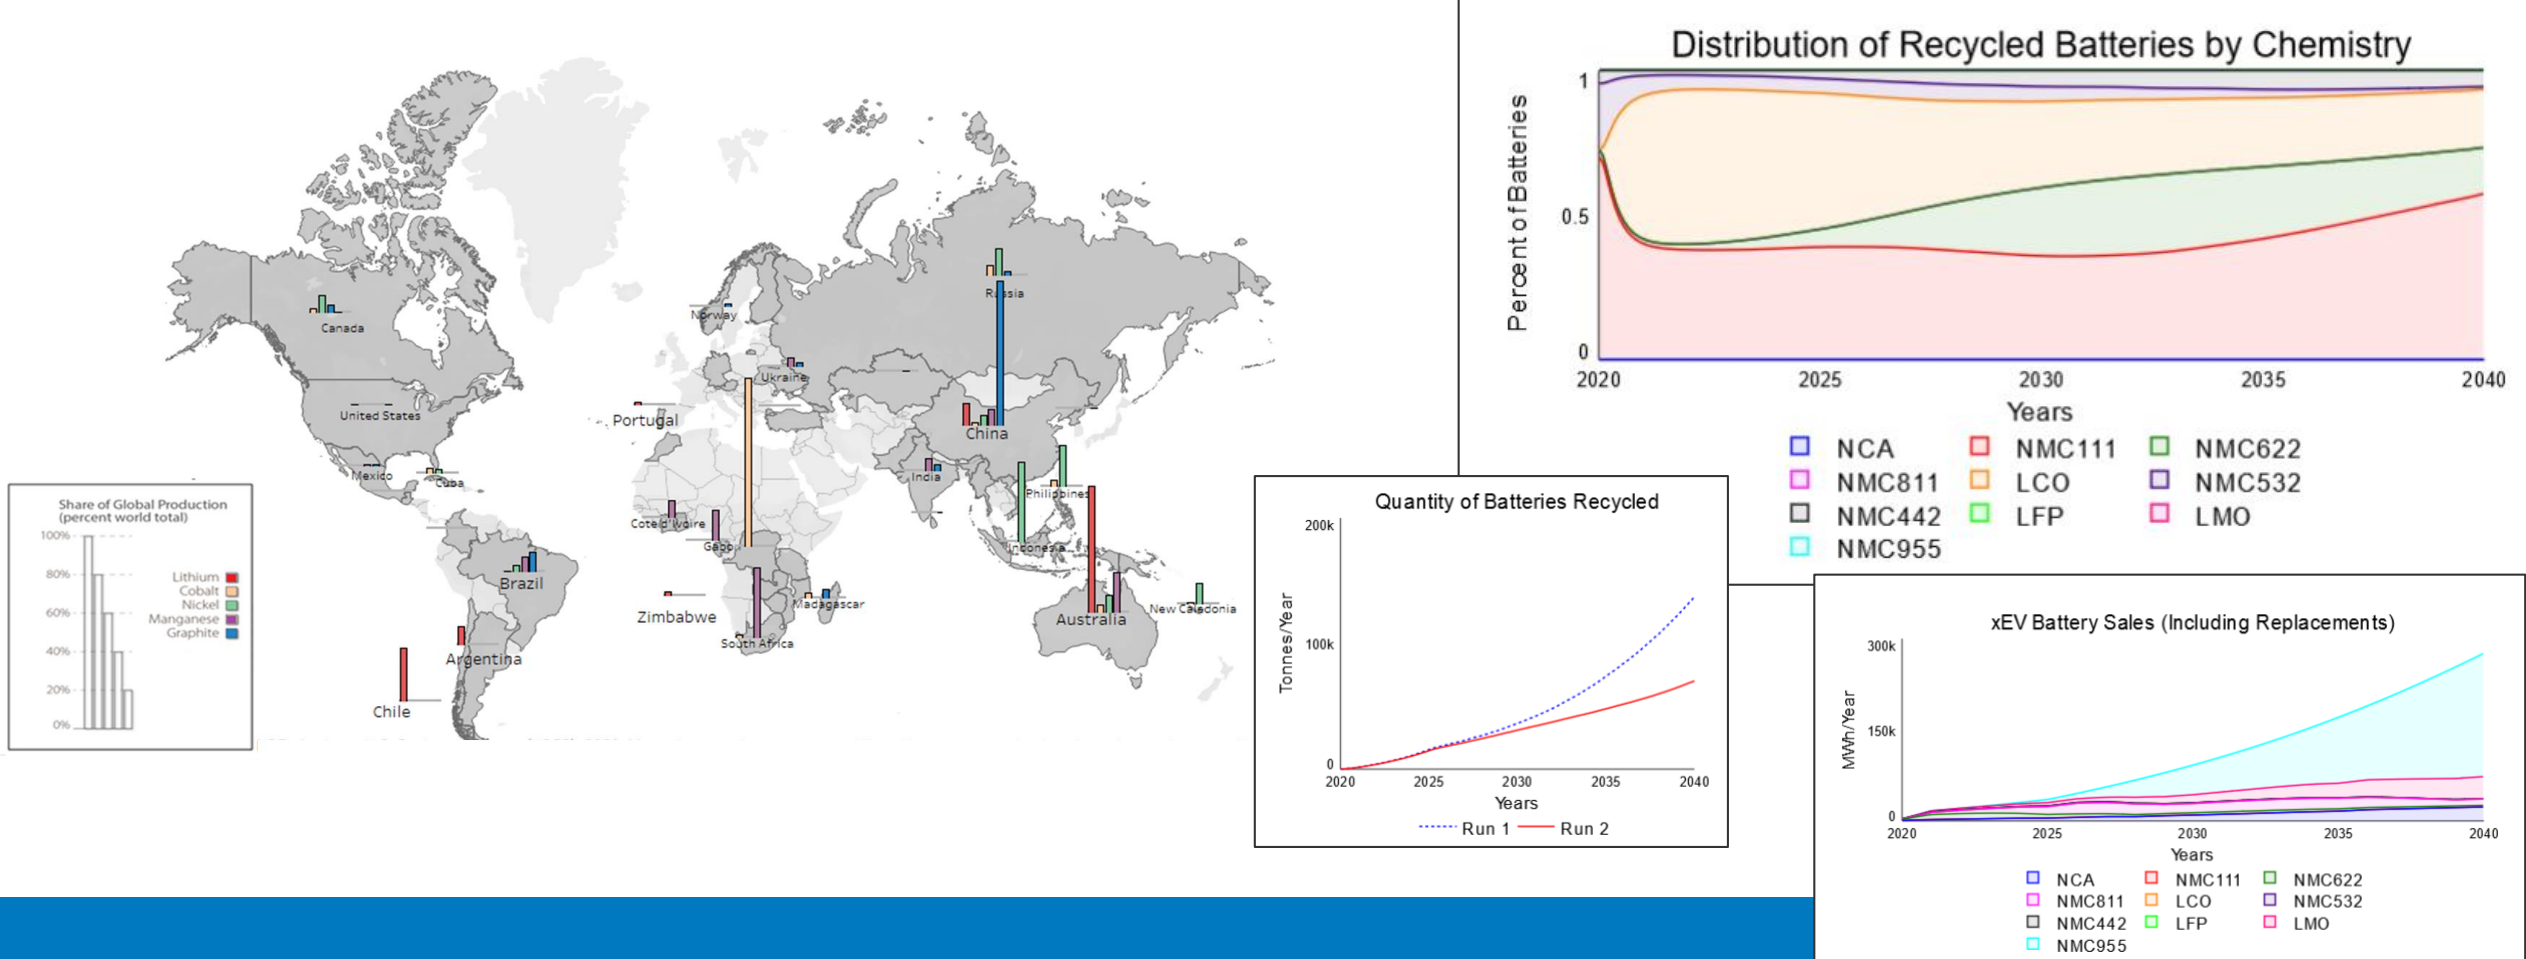 Canada
United States
Mexico
Cuba
Brazil
Argentina
Chile
Norway
Ukraine
Portugal
Russia
China
India
Philippines
Indonesia
Coted'Ivoire
Gabo
Zimbabwe
South Africa
Madagascar
Australia
New Caledonia
Share of Global Production
(percent world total)
100%
80%
60%
40%
20%
0%
Lithium
Cobalt
Nickel
Manganese
Graphite
Distribution of Recycled Batteries by Chemistry
Percent of Batteries
1
0.5
0
2020 2025 2030 2035 2040
Years
NCA NMC111 NMC622
NMC811 LCO NMC532
NMC442 LFP LMO
NMC955
Quantity of Batteries Recycled
Tonnes/Year
200k
100k
0
2020 2025 2030 2035 2040
Years
Run 1 Run 2
xEV Battery Sales (Including Replacements)
MWh/Year
300k
150k
0
2020 2025 2030 2035 2040
Years
NCA NMC111 NMC622
NMC811 LCO NMC532
NMC442 LFP LMO
NMC955